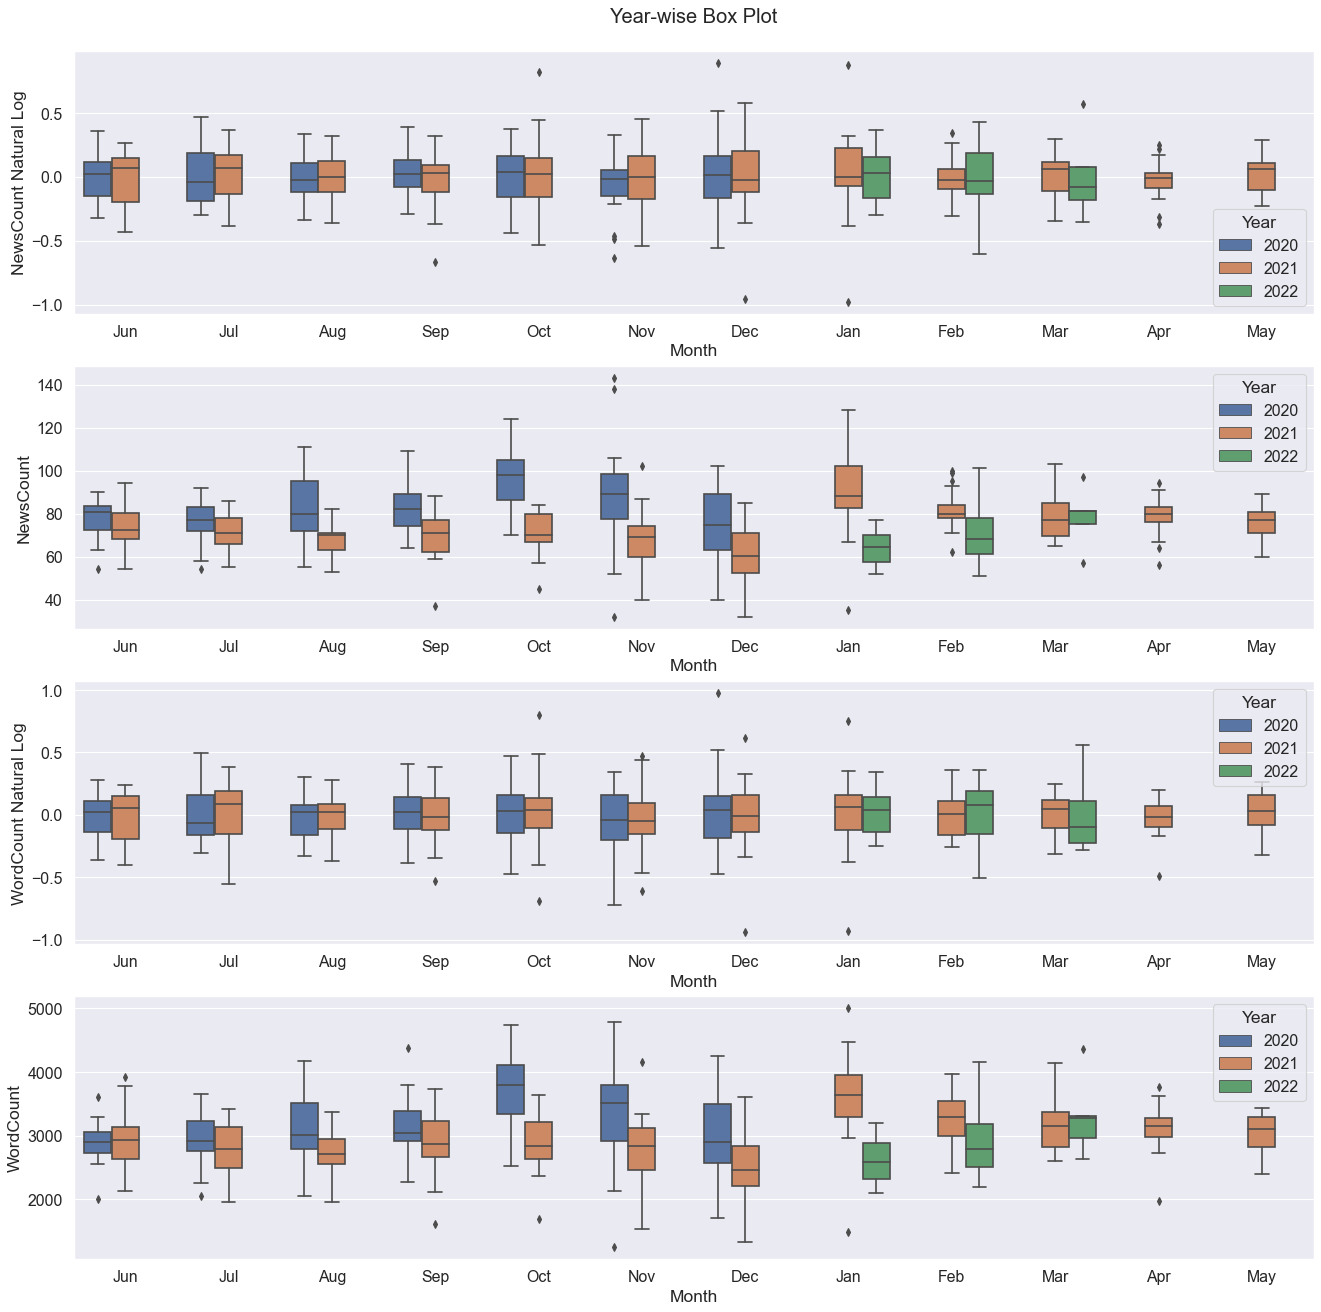 Year-wise Box Plot
NewsCount Natural Log
0.5
0.0
−0.5
−1.0
Year
2020
2021
2022
Jun Jul Aug Sep Oct Nov Dec Jan Feb Mar Apr May
Month
NewsCount
140
120
100
80
60
40
Year
2020
2021
2022
Jun Jul Aug Sep Oct Nov Dec Jan Feb Mar Apr May
Month
WordCount Natural Log
1.0
0.5
0.0
−0.5
−1.0
Year
2020
2021
2022
Jun Jul Aug Sep Oct Nov Dec Jan Feb Mar Apr May
Month
WordCount
5000
4000
3000
2000
Year
2020
2021
2022
Jun Jul Aug Sep Oct Nov Dec Jan Feb Mar Apr May
Month